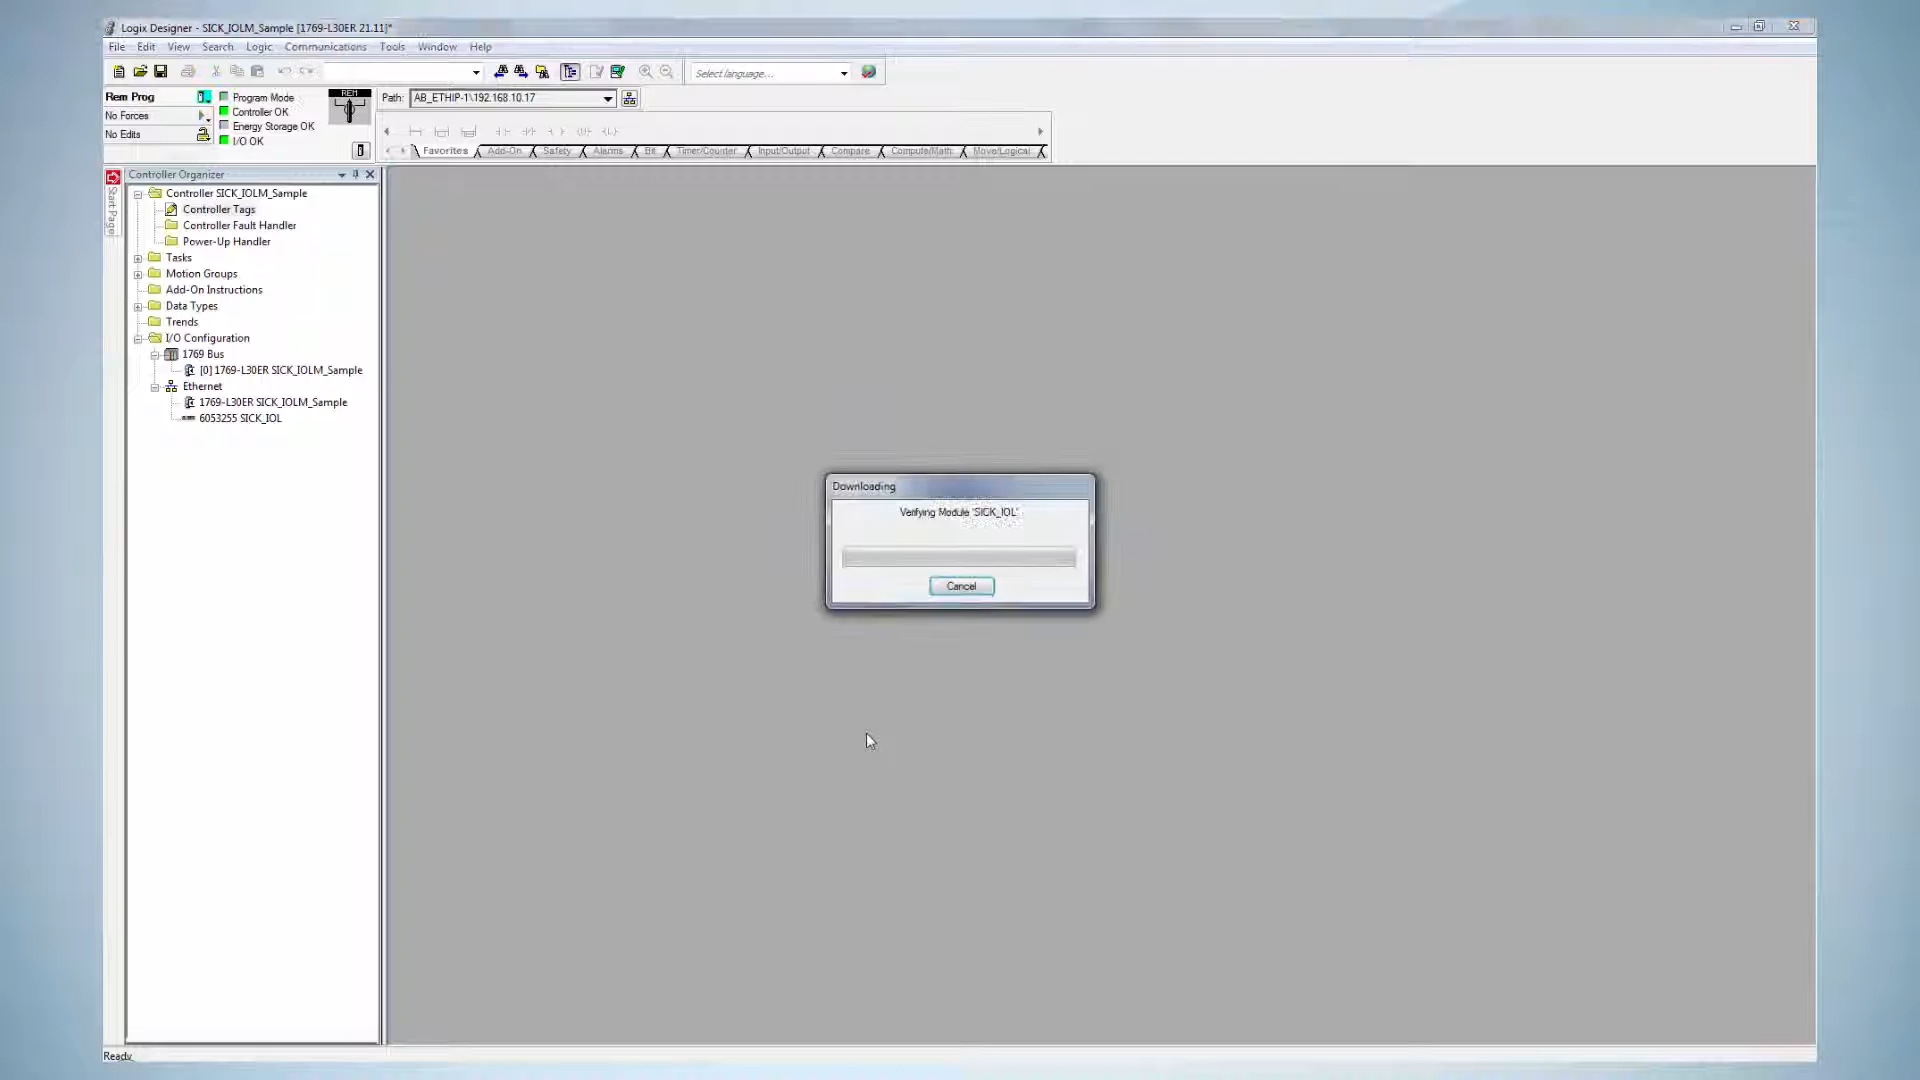 Logix Designer - SICK_IOLM_Sample [1769-L30ER 21.11]*
File Edit View Search Logic Communications Tools Window Help
Select language...
Rem Prog
No Forces
No Edits
Program Mode
Controller OK
Energy Storage OK
I/O OK
REM
Path: AB_ETHIP-1\192.168.10.17
Favorites Add-On Safety Alarms Bit Timer/Counter Input/Output Compare Compute/Math Move/Logical
Start Page
Controller Organizer
Controller SICK_IOLM_Sample
Controller Tags
Controller Fault Handler
Power-Up Handler
Tasks
Motion Groups
Add-On Instructions
Data Types
Trends
I/O Configuration
1769 Bus
[0] 1769-L30ER SICK_IOLM_Sample
Ethernet
1769-L30ER SICK_IOLM_Sample
6053255 SICK_IOL
Downloading
Verifying Module 'SICK_IOL'
Cancel
Ready